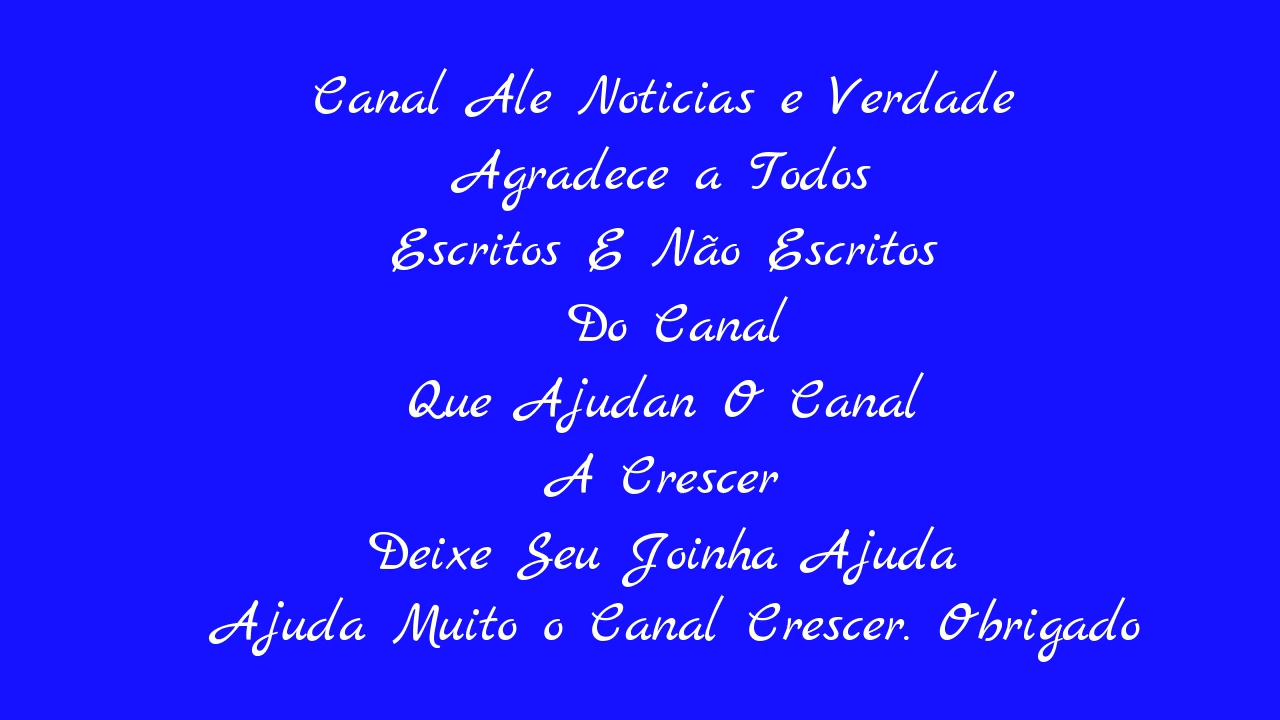 Canal Ale Noticias e Verdade
Agradece a Todos
Escritos E Não Escritos
Do Canal
Que Ajudan O Canal
A Crescer
Deixe Seu Joinha Ajuda
Ajuda Muito o Canal Crescer. Obrigado